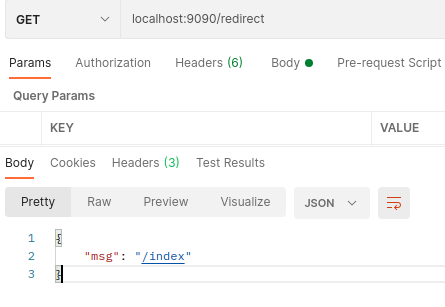 GET localhost:9090/redirect
Params Authorization Headers (6) Body Pre-request Script
Query Params
KEY VALUE
Body Cookies Headers (3) Test Results
Pretty Raw Preview Visualize JSON
1 {
2 "msg": "/index"
3 }